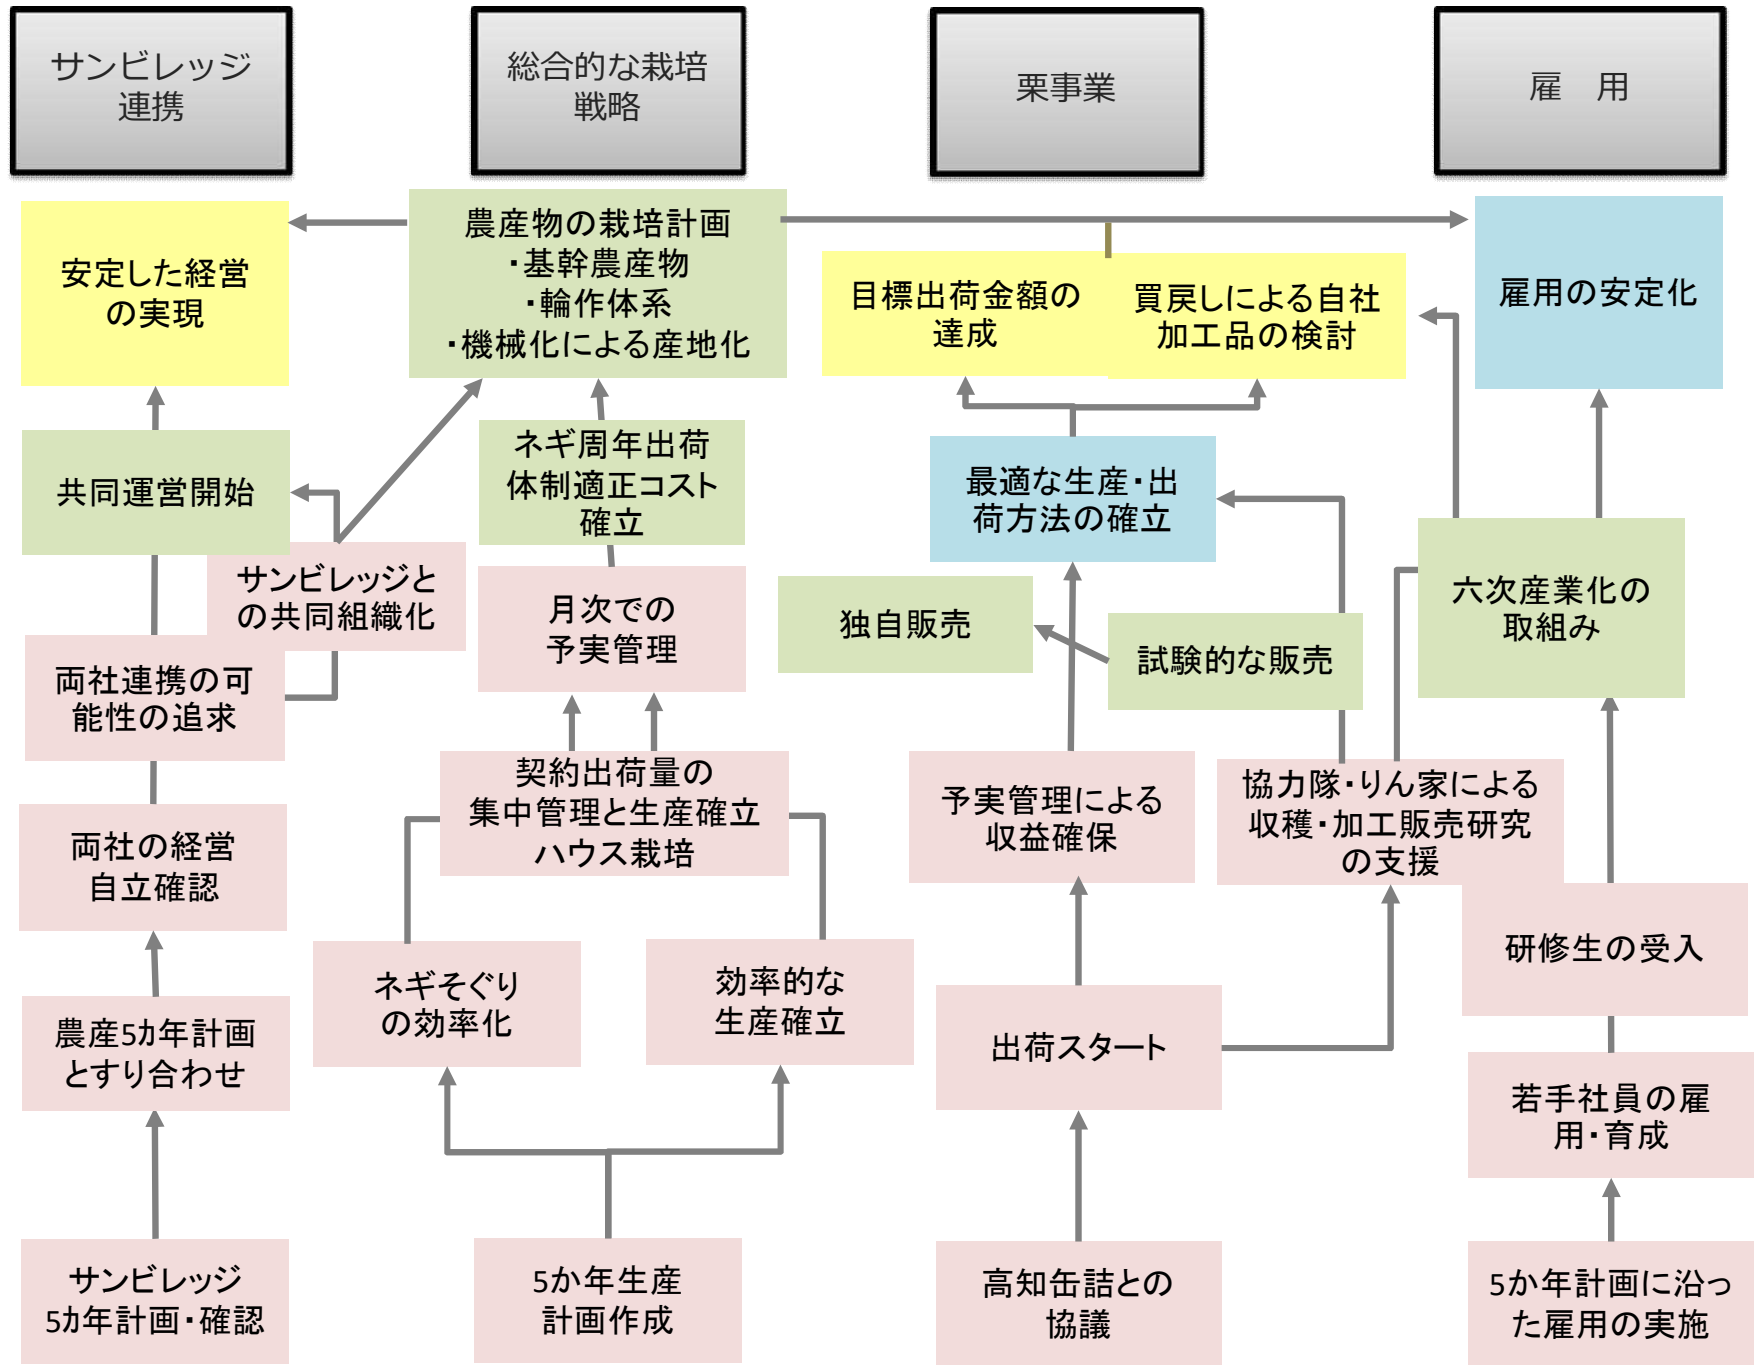 サンビレッジ
連携
総合的な栽培
戦略
栗事業
雇　用
安定した経営
の実現
農産物の栽培計画
・基幹農産物
・輪作体系
・機械化による産地化
目標出荷金額の
達成
買戻しによる自社
加工品の検討
雇用の安定化
共同運営開始
ネギ周年出荷
体制適正コスト
確立
最適な生産・出
荷方法の確立
サンビレッジと
の共同組織化
月次での
予実管理
独自販売
試験的な販売
六次産業化の
取組み
両社連携の可
能性の追求
契約出荷量の
集中管理と生産確立
ハウス栽培
予実管理による
収益確保
協力隊・りん家による
収穫・加工販売研究
の支援
両社の経営
自立確認
ネギそぐり
の効率化
効率的な
生産確立
研修生の受入
農産5ｶ年計画
とすり合わせ
出荷スタート
若手社員の雇
用・育成
サンビレッジ
5ｶ年計画・確認
5か年生産
計画作成
高知缶詰との
協議
5か年計画に沿っ
た雇用の実施